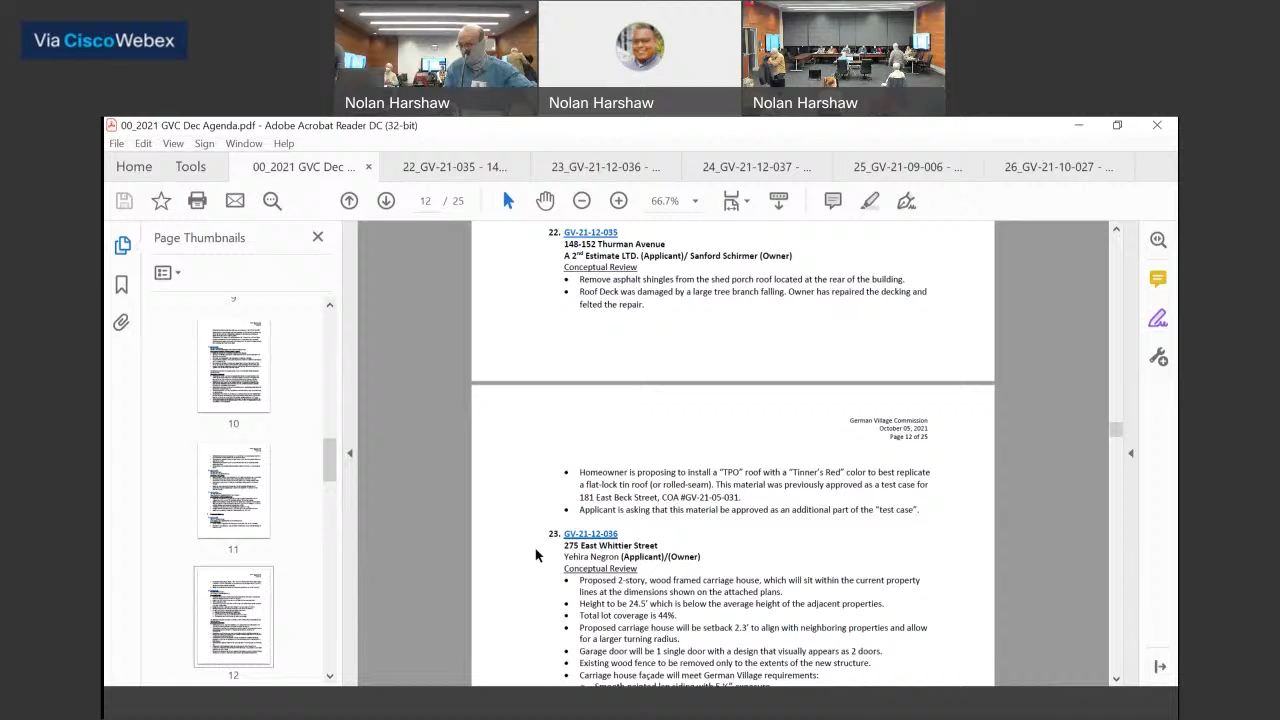 Via CiscoWebex
Nolan Harshaw
Nolan Harshaw
Nolan Harshaw
00_2021 GVC Dec Agenda.pdf - Adobe Acrobat Reader DC (32-bit)
File Edit View Sign Window Help
Home Tools 00_2021 GVC Dec ... × 22_GV-21-035 - 14... 23_GV-21-12-036 - ... 24_GV-21-12-037 - ... 25_GV-21-09-006 - ... 26_GV-21-10-027 - ...
12 / 25 66.7%
Page Thumbnails
9
10
11
12
22. GV-21-12-035
148-152 Thurman Avenue
A 2nd Estimate LTD. (Applicant)/ Sanford Schirmer (Owner)
Conceptual Review
• Remove asphalt shingles from the shed porch roof located at the rear of the building.
• Roof Deck was damaged by a large tree branch falling. Owner has repaired the decking and
felted the repair.
German Village Commission
October 05, 2021
Page 12 of 25
• Homeowner is proposing to install a “TPO” roof with a “Tinner’s Red” color to best replicate
a flat-lock tin roof(or rolled-seam). This material was previously approved as a test case for
181 East Beck Street, COA #GV-21-05-031.
• Applicant is asking that this material be approved as an additional part of the “test case”.
23. GV-21-12-036
275 East Whittier Street
Yehira Negron (Applicant)/(Owner)
Conceptual Review
• Proposed 2-story, wood framed carriage house, which will sit within the current property
lines at the dimensions shown on the attached plans.
• Height to be 24.5’ which is below the average height of the adjacent properties.
• Total lot coverage is 44%.
• Proposed carriage house will be setback 2.3’ to align with neighboring properties and allow
for a larger turning radius.
• Garage door will be 1 single door with a design that visually appears as 2 doors.
• Existing wood fence to be removed only to the extents of the new structure.
• Carriage house façade will meet German Village requirements: